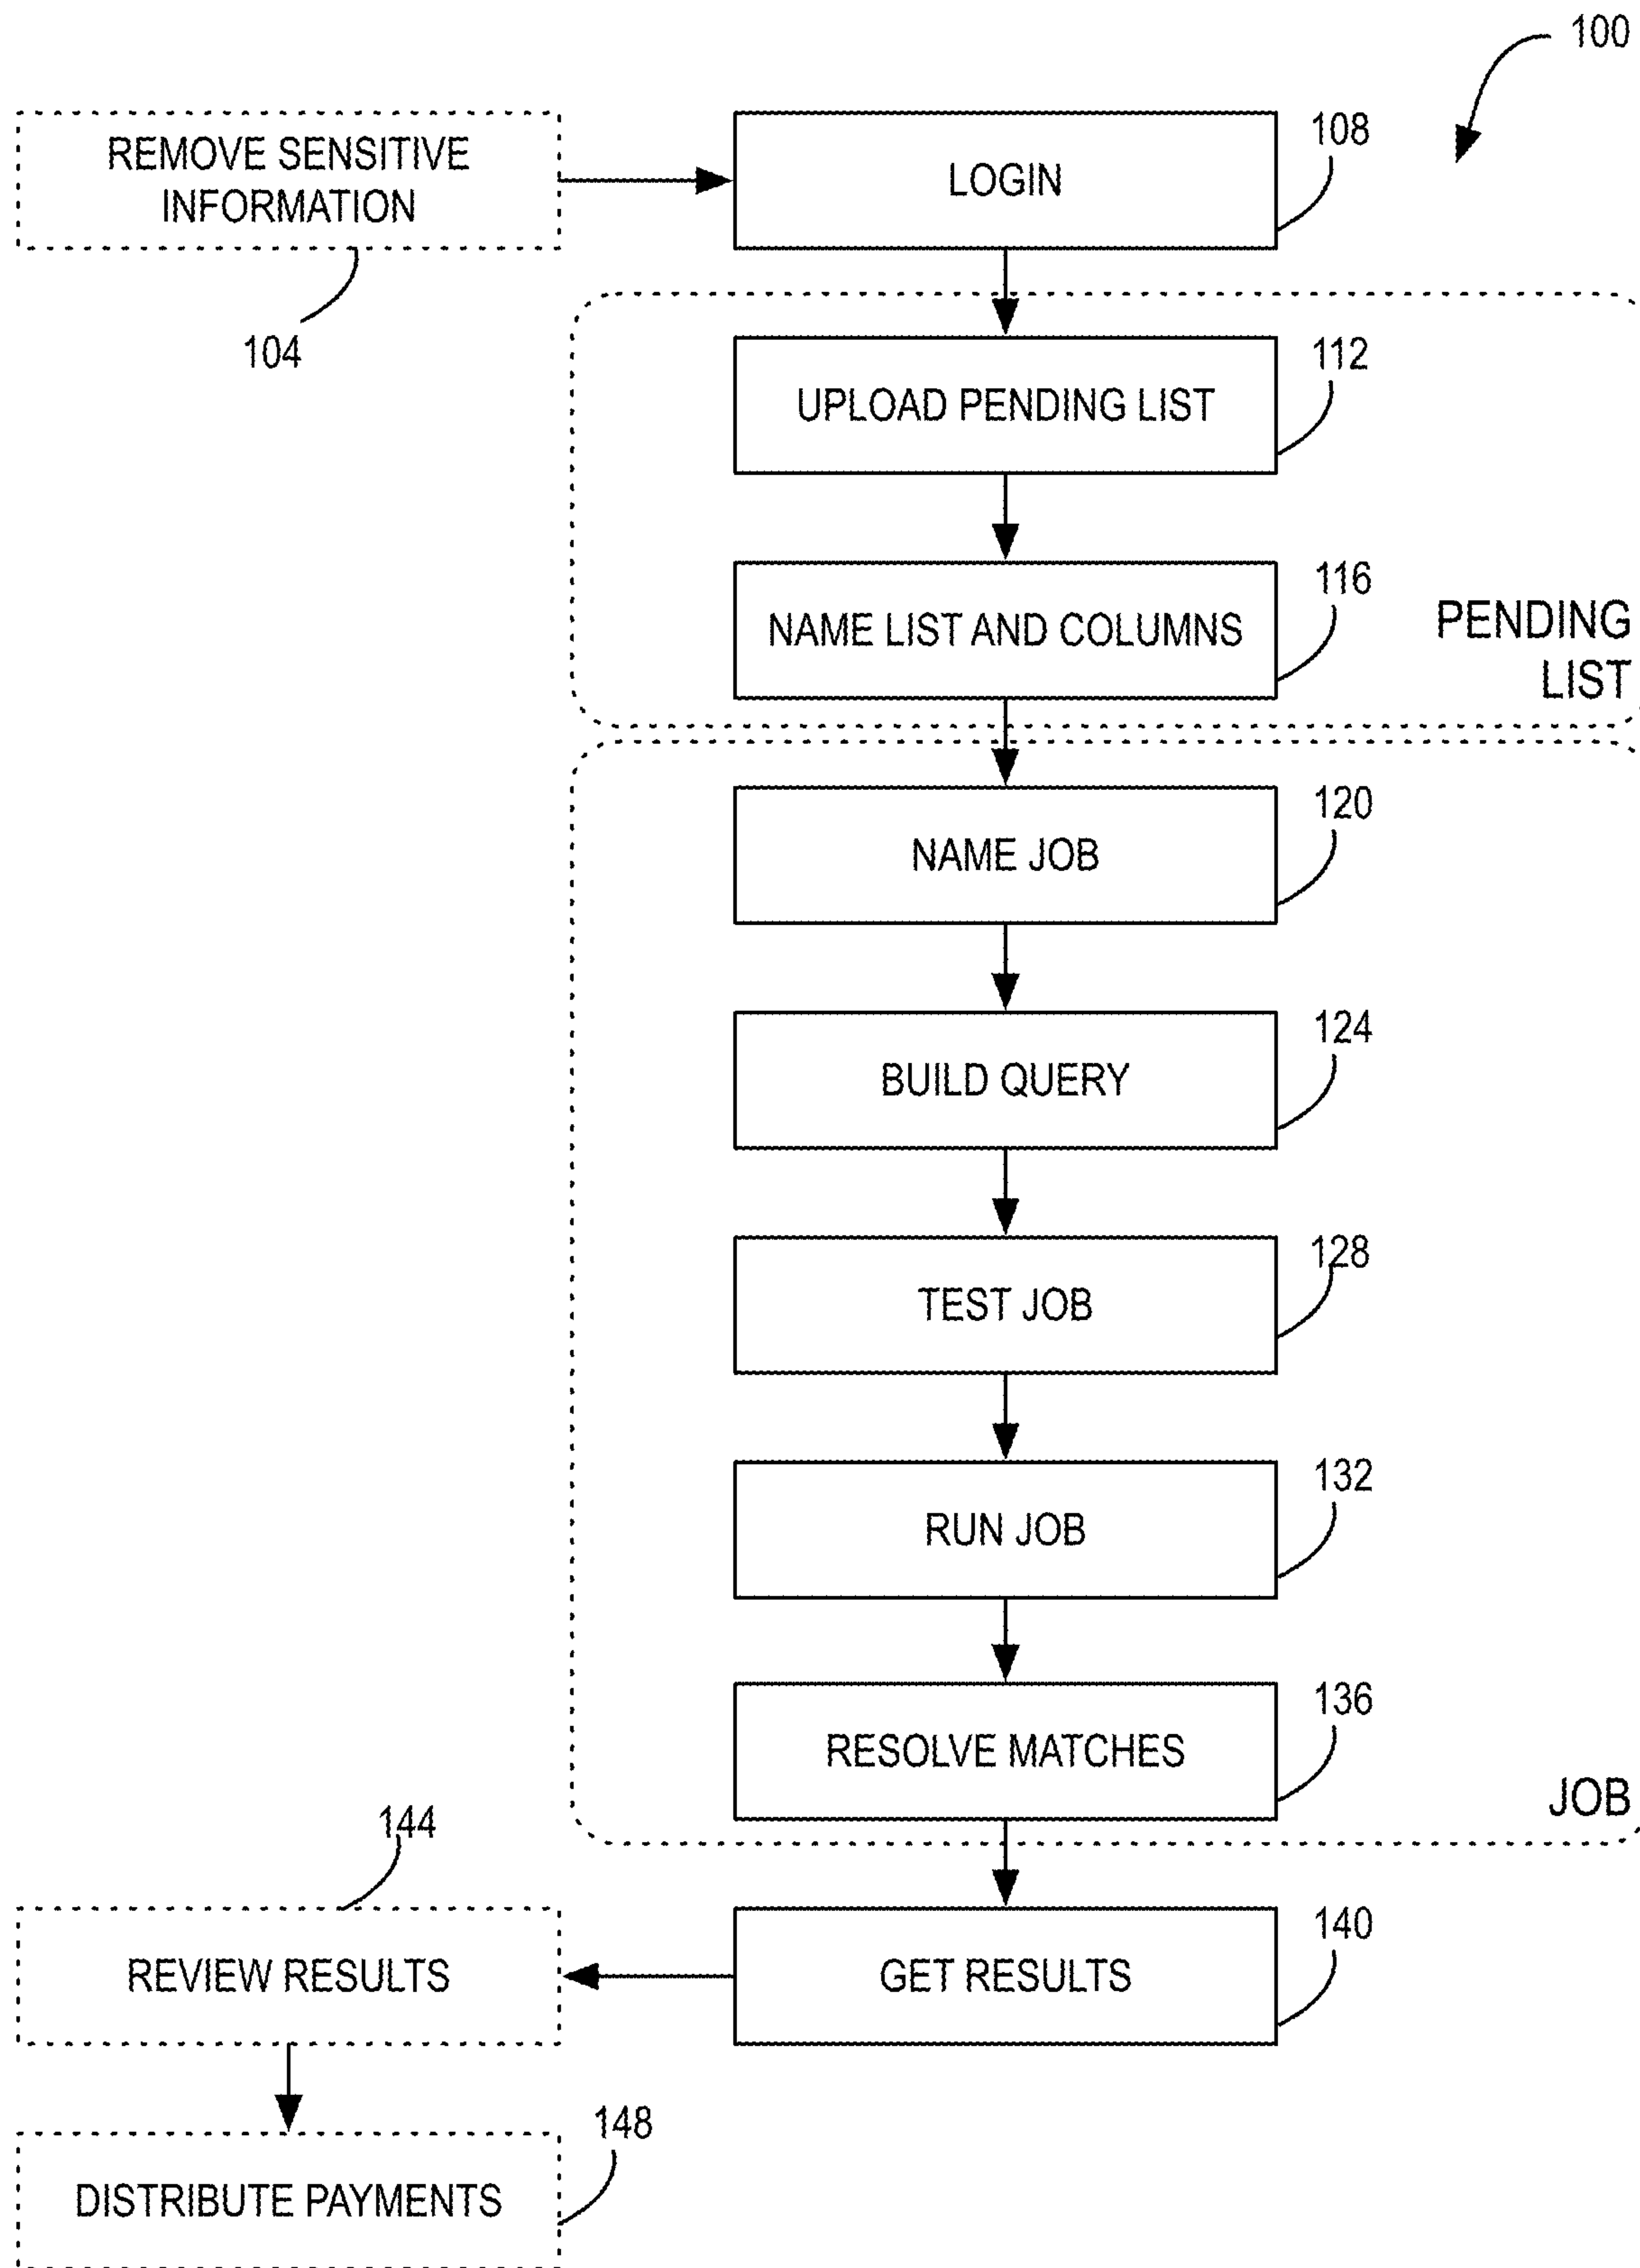 100
REMOVE SENSITIVE
INFORMATION
104
LOGIN
108
UPLOAD PENDING LIST
112
NAME LIST AND COLUMNS
116
PENDING
LIST
NAME JOB
120
BUILD QUERY
124
TEST JOB
128
RUN JOB
132
RESOLVE MATCHES
136
JOB
GET RESULTS
140
144
REVIEW RESULTS
148
DISTRIBUTE PAYMENTS